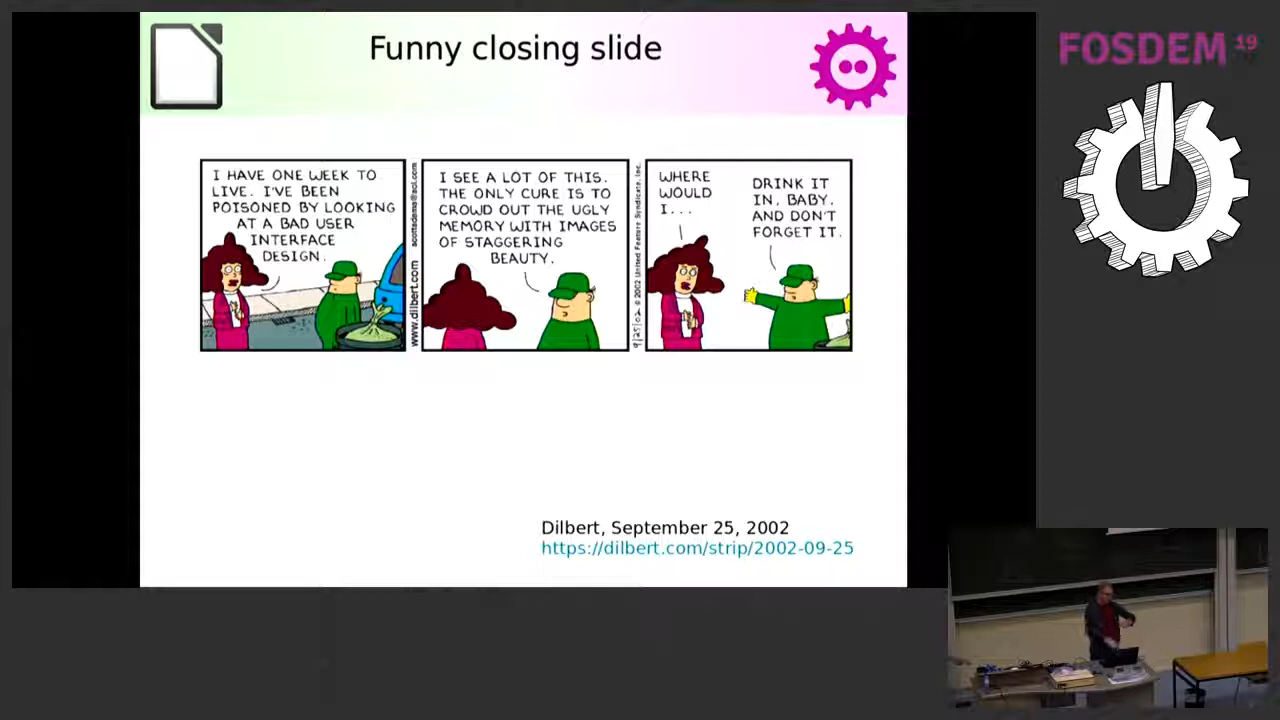 Funny closing slide
FOSDEM 19
I HAVE ONE WEEK TO
LIVE. I'VE BEEN
POISONED BY LOOKING
AT A BAD USER
INTERFACE
DESIGN.
www.dilbert.com scottadams@aol.com
I SEE A LOT OF THIS.
THE ONLY CURE IS TO
CROWD OUT THE UGLY
MEMORY WITH IMAGES
OF STAGGERING
BEAUTY.
9/25/02 © 2002 United Feature Syndicate, Inc.
WHERE
WOULD
I...
DRINK IT
IN, BABY.
AND DON'T
FORGET IT.
Dilbert, September 25, 2002
https://dilbert.com/strip/2002-09-25